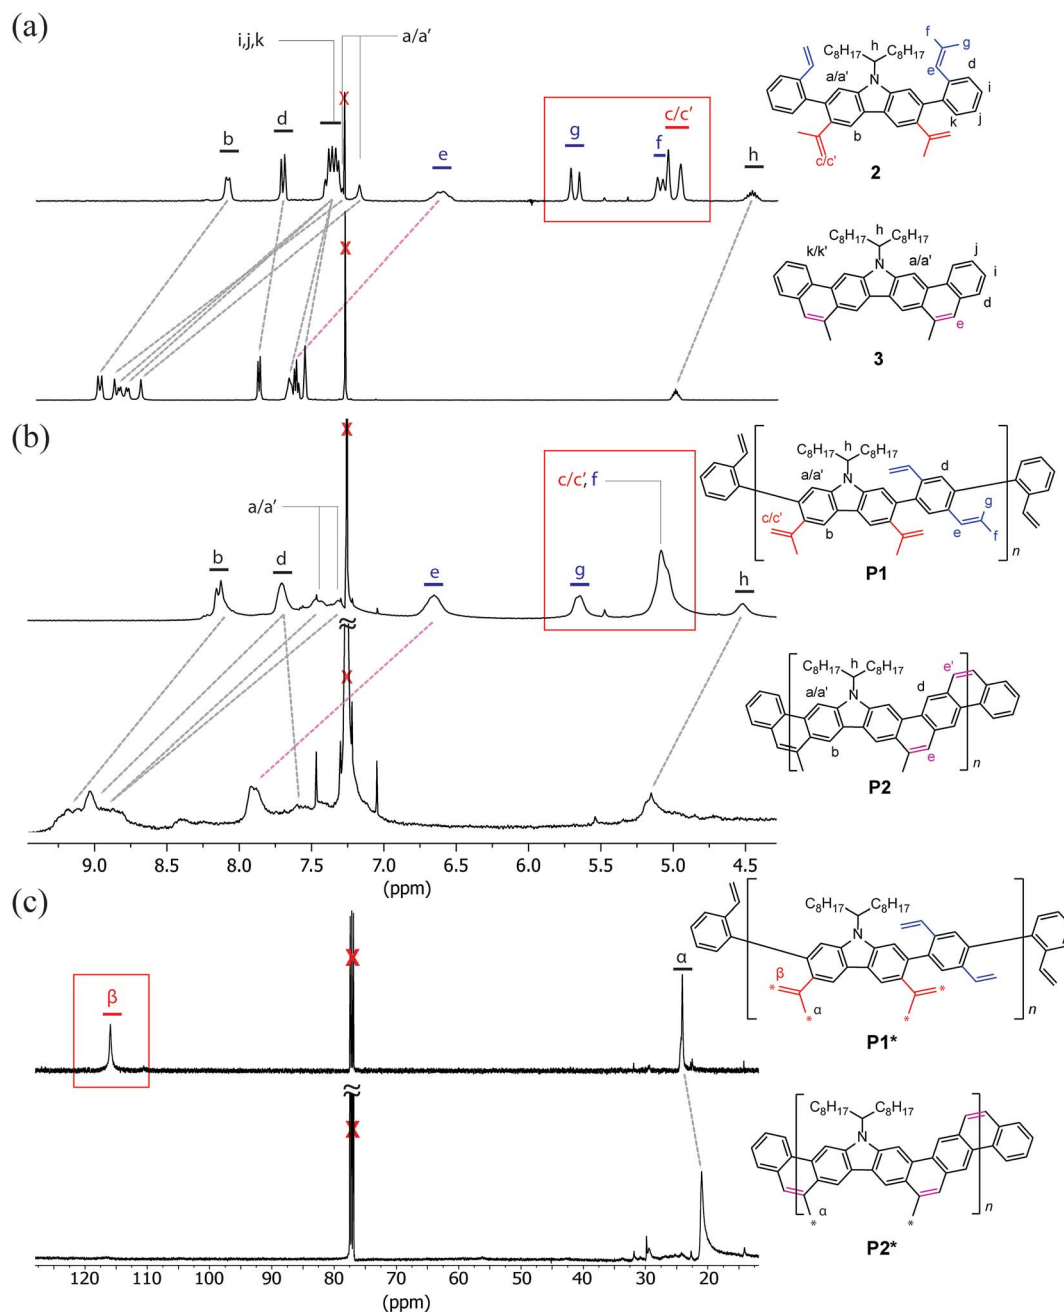 (a)
i,j,k
a/a'
b
d
X
e
g
f
c/c'
h
X
C₈H₁₇ h C₈H₁₇
f
g
a/a' N e d
i
b k j
c/c'
2
C₈H₁₇ h C₈H₁₇
k/k' N a/a' j
i
d
e
3
(b)
X
a/a'
b
d
e
g
c/c', f
h
≈
X
9.0 8.5 8.0 7.5 7.0 6.5 6.0 5.5 5.0 4.5
(ppm)
C₈H₁₇ h C₈H₁₇
a/a' N d
g
c/c' b e f
n
P1
C₈H₁₇ h C₈H₁₇ e'
a/a' N d
b e
n
P2
(c)
X
β
α
≈
X
110 100 90 80 70 60 50 40 30 20
(ppm)
C₈H₁₇ C₈H₁₇
N
β
* *
* α *
n
P1*
C₈H₁₇ C₈H₁₇
N
α
* *
n
P2*